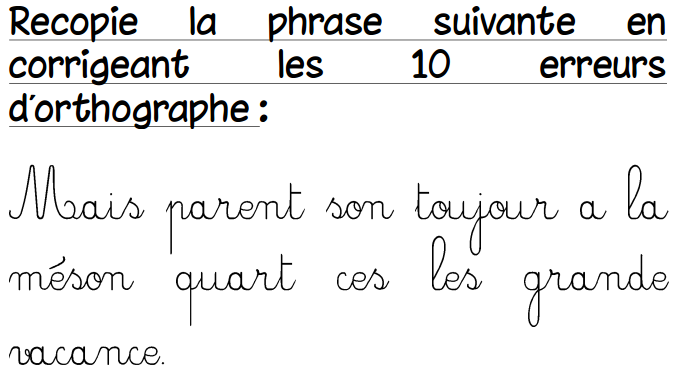 Recopie la phrase suivante en
corrigeant les 10 erreurs
d'orthographe :
Mais parent son toujour a la
méson quart ces les grande
vacance.